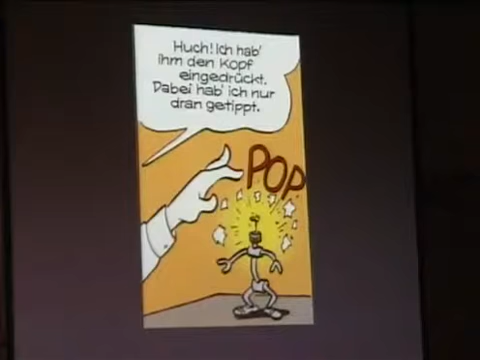 Huch! Ich hab'
ihm den Kopf
eingedrückt.
Dabei hab' ich nur
dran getippt.
POP